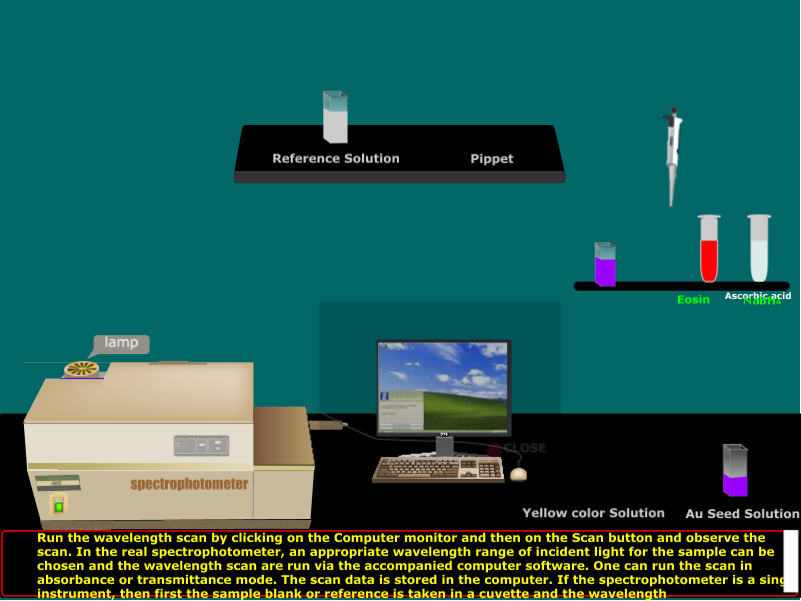 Reference Solution
Pippet
Eosin
Ascorbic acid
lamp
CLOSE
spectrophotometer
Yellow color Solution
Au Seed Solution
Run the wavelength scan by clicking on the Computer monitor and then on the Scan button and observe the
scan. In the real spectrophotometer, an appropriate wavelength range of incident light for the sample can be
chosen and the wavelength scan are run via the accompanied computer software. One can run the scan in
absorbance or transmittance mode. The scan data is stored in the computer. If the spectrophotometer is a sing
instrument, then first the sample blank or reference is taken in a cuvette and the wavelength